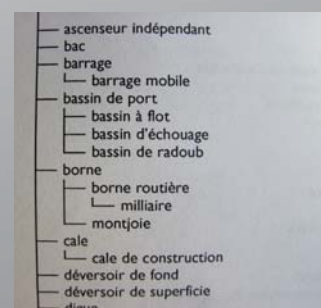 ascenseur indépendant
bac
barrage
barrage mobile
bassin de port
bassin à flot
bassin d'échouage
bassin de radoub
borne
borne routière
milliaire
montjoie
cale
cale de construction
déversoir de fond
déversoir de superficie
digue